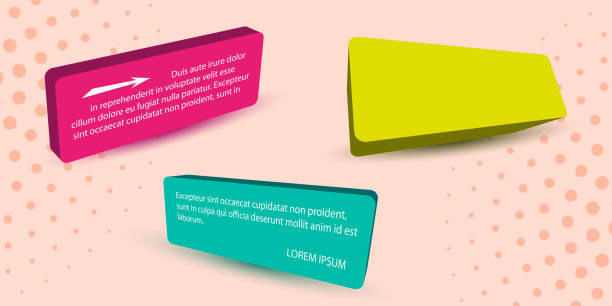 Duis aute irure dolor
in reprehenderit in voluptate velit esse
cillum dolore eu fugiat nulla pariatur. Excepteur
sint occaecat cupidatat non proident, sunt in
Excepteur sint occaecat cupidatat non proident,
sunt in culpa qui officia deserunt mollit anim id est
laborum.
LOREM IPSUM